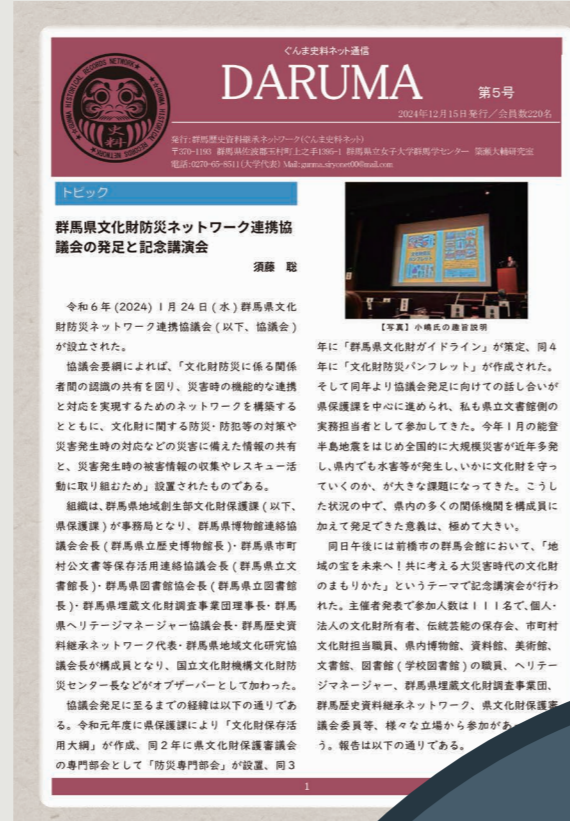 ぐんま史料ネット通信
DARUMA
第5号
2024年12月15日発行／会員数220名
GUNMA HISTORICAL RECORDS NETWORK
史料
発行:群馬歴史資料継承ネットワーク(ぐんま史料ネット)
〒370-1193 群馬県佐波郡玉村町上之手1395-1 群馬県立女子大学群馬学センター 簗瀬大輔研究室
電話:0270-65-8511(大学代表) Mail:gunma.siryonet00@mail.com
トピック
群馬県文化財防災ネットワーク連携協
議会の発足と記念講演会
須藤 聡
令和6年(2024)1月24日(水)群馬県文化
財防災ネットワーク連携協議会(以下、協議会)
が設立された。
協議会要綱によれば、「文化財防災に係る関係
者間の認識の共有を図り、災害時の機能的な連携
と対応を実現するためのネットワークを構築する
とともに、文化財に関する防災・防犯等の対策や
災害発生時の対応などの災害に備えた情報の共有
と、災害発生時の被害情報の収集やレスキュー活
動に取り組むため」設置されたものである。
組織は、群馬県地域創生部文化財保護課(以下、
県保護課)が事務局となり、群馬県博物館連絡協
議会会長(群馬県立歴史博物館長)・群馬県市町
村公文書等保存活用連絡協議会長(群馬県立文
書館長)・群馬県図書館協会長(群馬県立図書館
長)・群馬県埋蔵文化財調査事業団理事長・群馬
県ヘリテージマネージャー協議会長・群馬歴史資
料継承ネットワーク代表・群馬県地域文化研究協
議会長が構成員となり、国立文化財機構文化財防
災センター長などがオブザーバーとして加わった。
協議会発足に至るまでの経緯は以下の通りであ
る。令和元年度に県保護課により「文化財保存活
用大綱」が作成、同2年に県文化財保護審議会
の専門部会として「防災専門部会」が設置、同3
【写真】小嶋氏の趣旨説明
年に「群馬県文化財ガイドライン」が策定、同4
年に「文化財防災パンフレット」が作成された。
そして同年より協議会発足に向けての話し合いが
県保護課を中心に進められ、私も県立文書館側の
実務担当者として参加してきた。今年1月の能登
半島地震をはじめ全国的に大規模災害が近年多発
し、県内でも水害等が発生し、いかに文化財を守っ
ていくのか、が大きな課題になってきた。こうし
た状況の中で、県内の多くの関係機関を構成員に
加えて発足できた意義は、極めて大きい。
同日午後には前橋市の群馬会館において、「地
域の宝を未来へ！共に考える大災害時代の文化財
のまもりかた」というテーマで記念講演会が行わ
れた。主催者発表で参加人数は111名で、個人・
法人の文化財所有者、伝統芸能の保存会、市町村
文化財担当職員、県内博物館、資料館、美術館、
文書館、図書館(学校図書館)の職員、ヘリテー
ジマネージャー、群馬県埋蔵文化財調査事業団、
群馬歴史資料継承ネットワーク、県文化財保護審
議会委員等、様々な立場から参加があ
う。報告は以下の通りである。
1